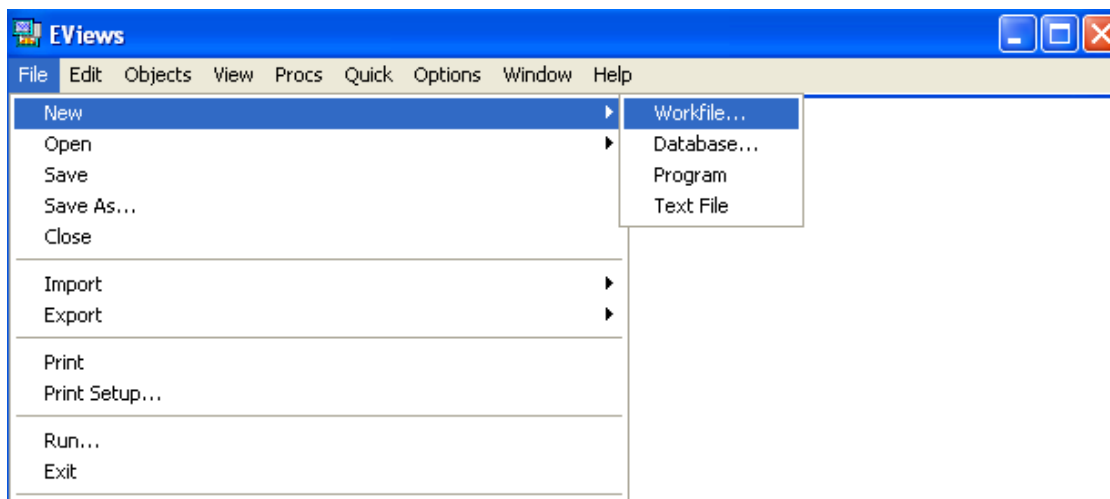 EViews
File Edit Objects View Procs Quick Options Window Help
New
Workfile...
Open
Database...
Save
Program
Save As...
Text File
Close
Import
Export
Print
Print Setup...
Run...
Exit